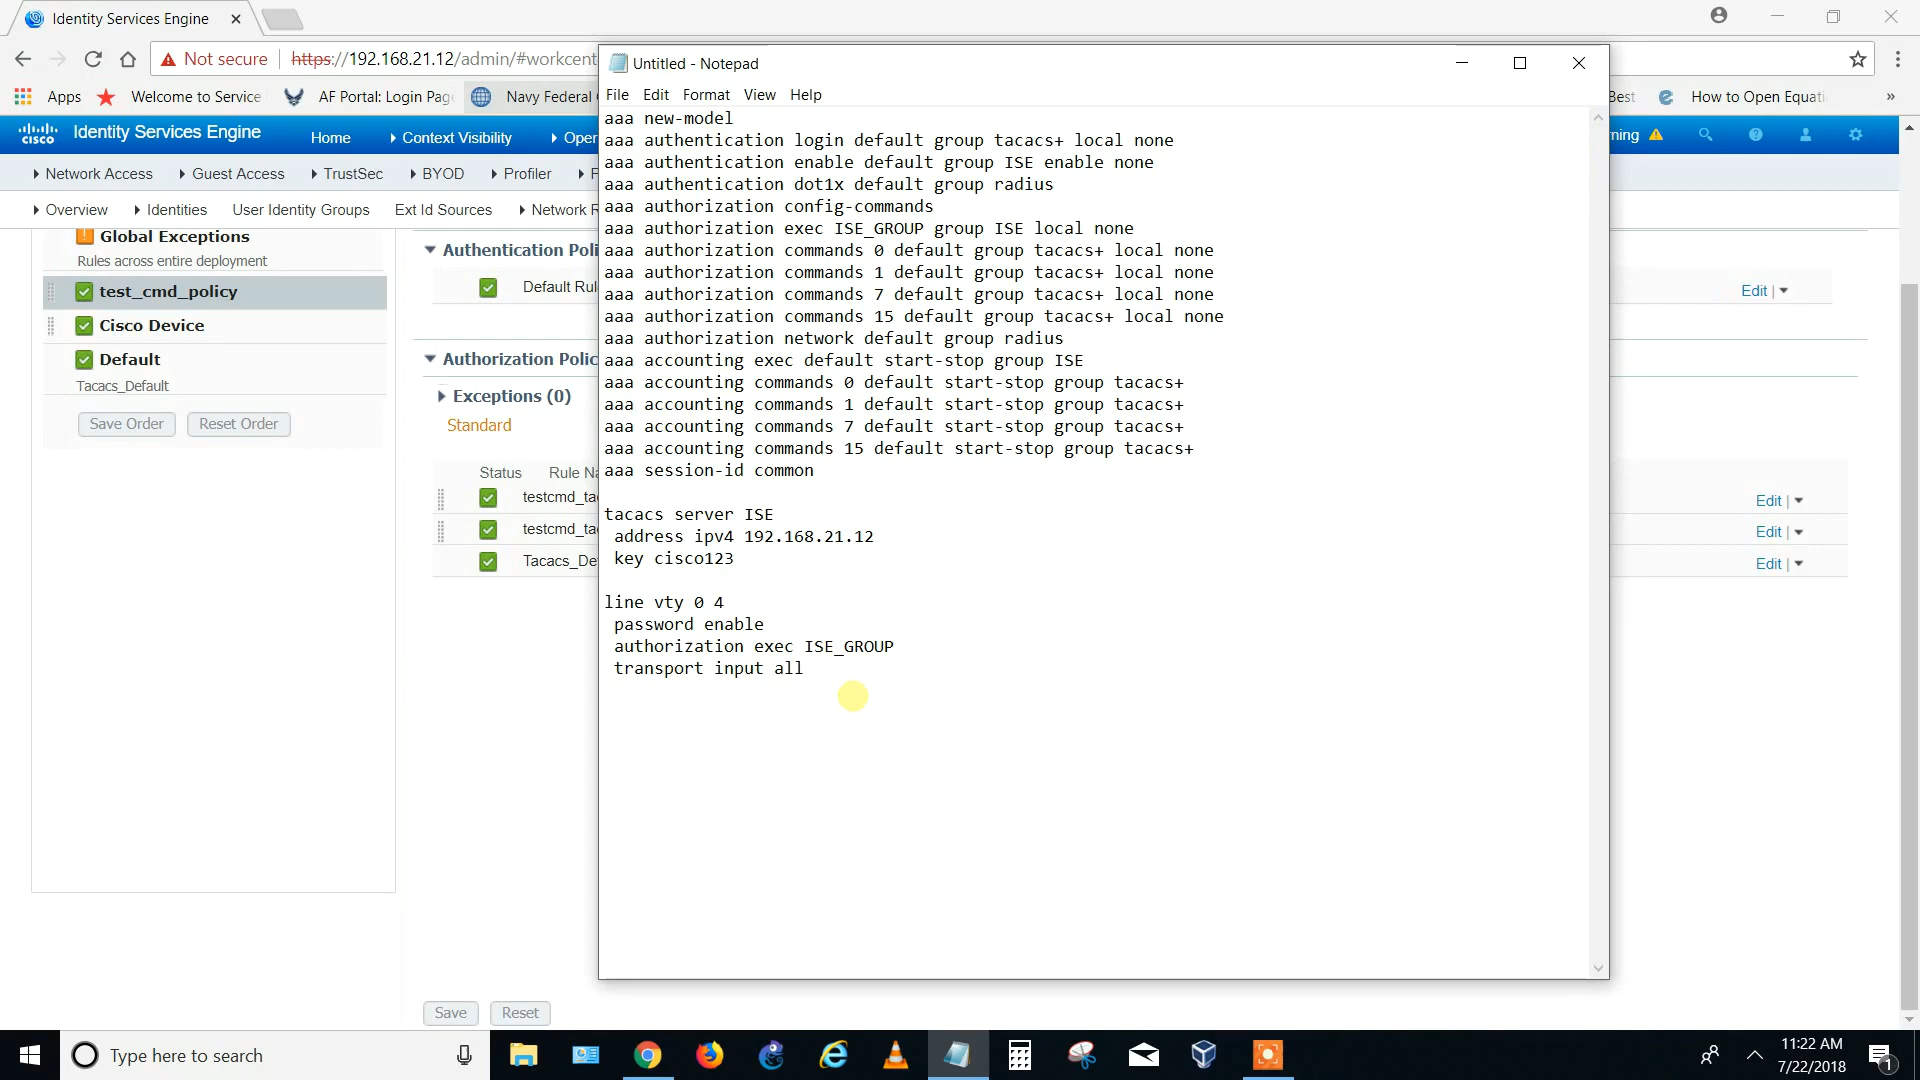 Identity Services Engine
Not secure https://192.168.21.12/admin/#workcent
Apps Welcome to Service AF Portal: Login Page Navy Federal Best How to Open Equati »
cisco Identity Services Engine Home Context Visibility
Network Access Guest Access TrustSec BYOD Profiler
Overview Identities User Identity Groups Ext Id Sources Network R
Global Exceptions
Rules across entire deployment
test_cmd_policy
Cisco Device
Default
Tacacs_Default
Save Order Reset Order
Authentication Poli
Default Rul
Edit |
Authorization Polic
Exceptions (0)
Standard
Status Rule Na
testcmd_tac Edit |
testcmd_tac Edit |
Tacacs_De Edit |
Save Reset
Untitled - Notepad
File Edit Format View Help
aaa new-model
aaa authentication login default group tacacs+ local none
aaa authentication enable default group ISE enable none
aaa authentication dot1x default group radius
aaa authorization config-commands
aaa authorization exec ISE_GROUP group ISE local none
aaa authorization commands 0 default group tacacs+ local none
aaa authorization commands 1 default group tacacs+ local none
aaa authorization commands 7 default group tacacs+ local none
aaa authorization commands 15 default group tacacs+ local none
aaa authorization network default group radius
aaa accounting exec default start-stop group ISE
aaa accounting commands 0 default start-stop group tacacs+
aaa accounting commands 1 default start-stop group tacacs+
aaa accounting commands 7 default start-stop group tacacs+
aaa accounting commands 15 default start-stop group tacacs+
aaa session-id common
tacacs server ISE
address ipv4 192.168.21.12
key cisco123
line vty 0 4
password enable
authorization exec ISE_GROUP
transport input all
Type here to search
11:22 AM
7/22/2018
1